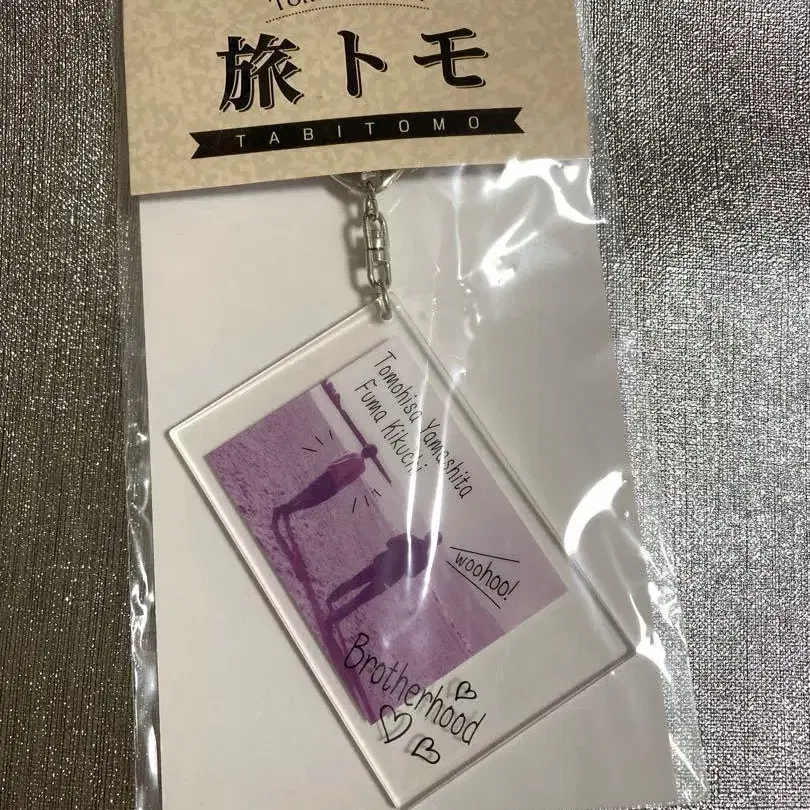 旅トモ
TABITOMO
Tomohisa Yamashita
Fuma Kikuchi
woohoo!
Brotherhood